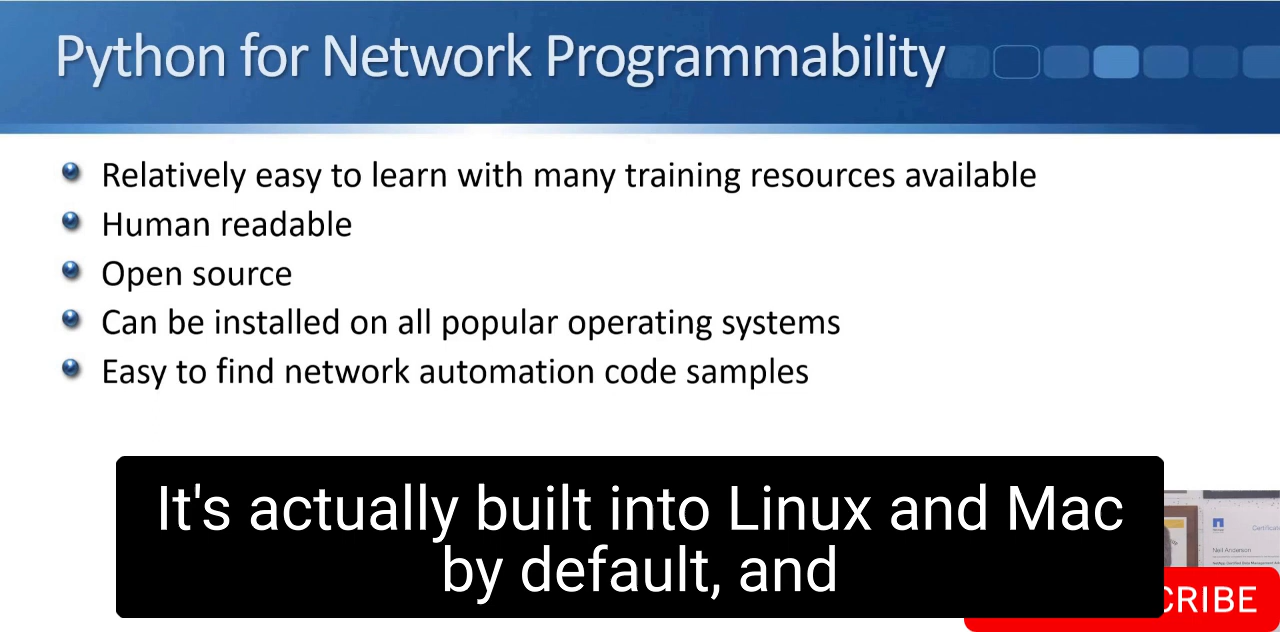 Python for Network Programmability
Relatively easy to learn with many training resources available
Human readable
Open source
Can be installed on all popular operating systems
Easy to find network automation code samples
It's actually built into Linux and Mac
by default, and
Neil Anderson
CRIBE